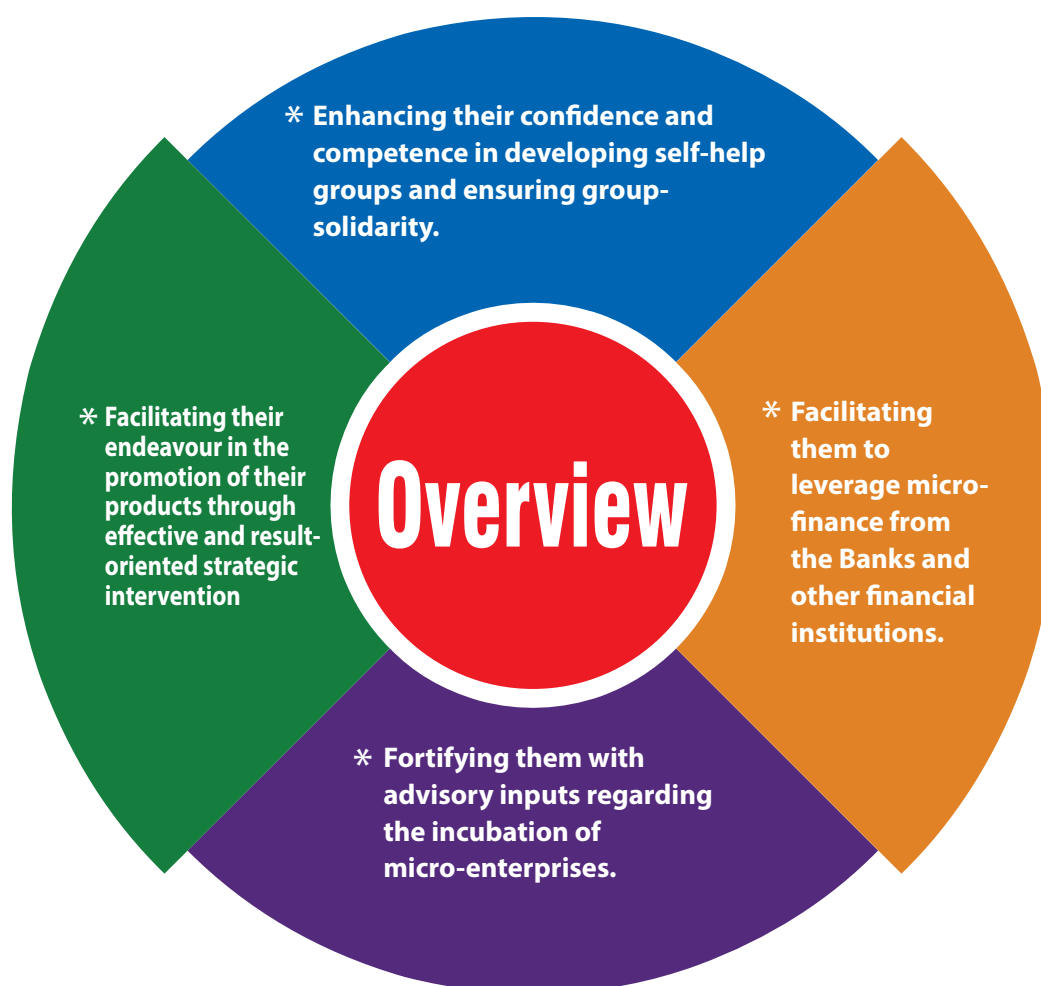 * Enhancing their confidence and
competence in developing self-help
groups and ensuring group-
solidarity.
* Facilitating their
endeavour in the
promotion of their
products through
effective and result-
oriented strategic
intervention
Overview
* Facilitating
them to
leverage micro-
finance from
the Banks and
other financial
institutions.
* Fortifying them with
advisory inputs regarding
the incubation of
micro-enterprises.